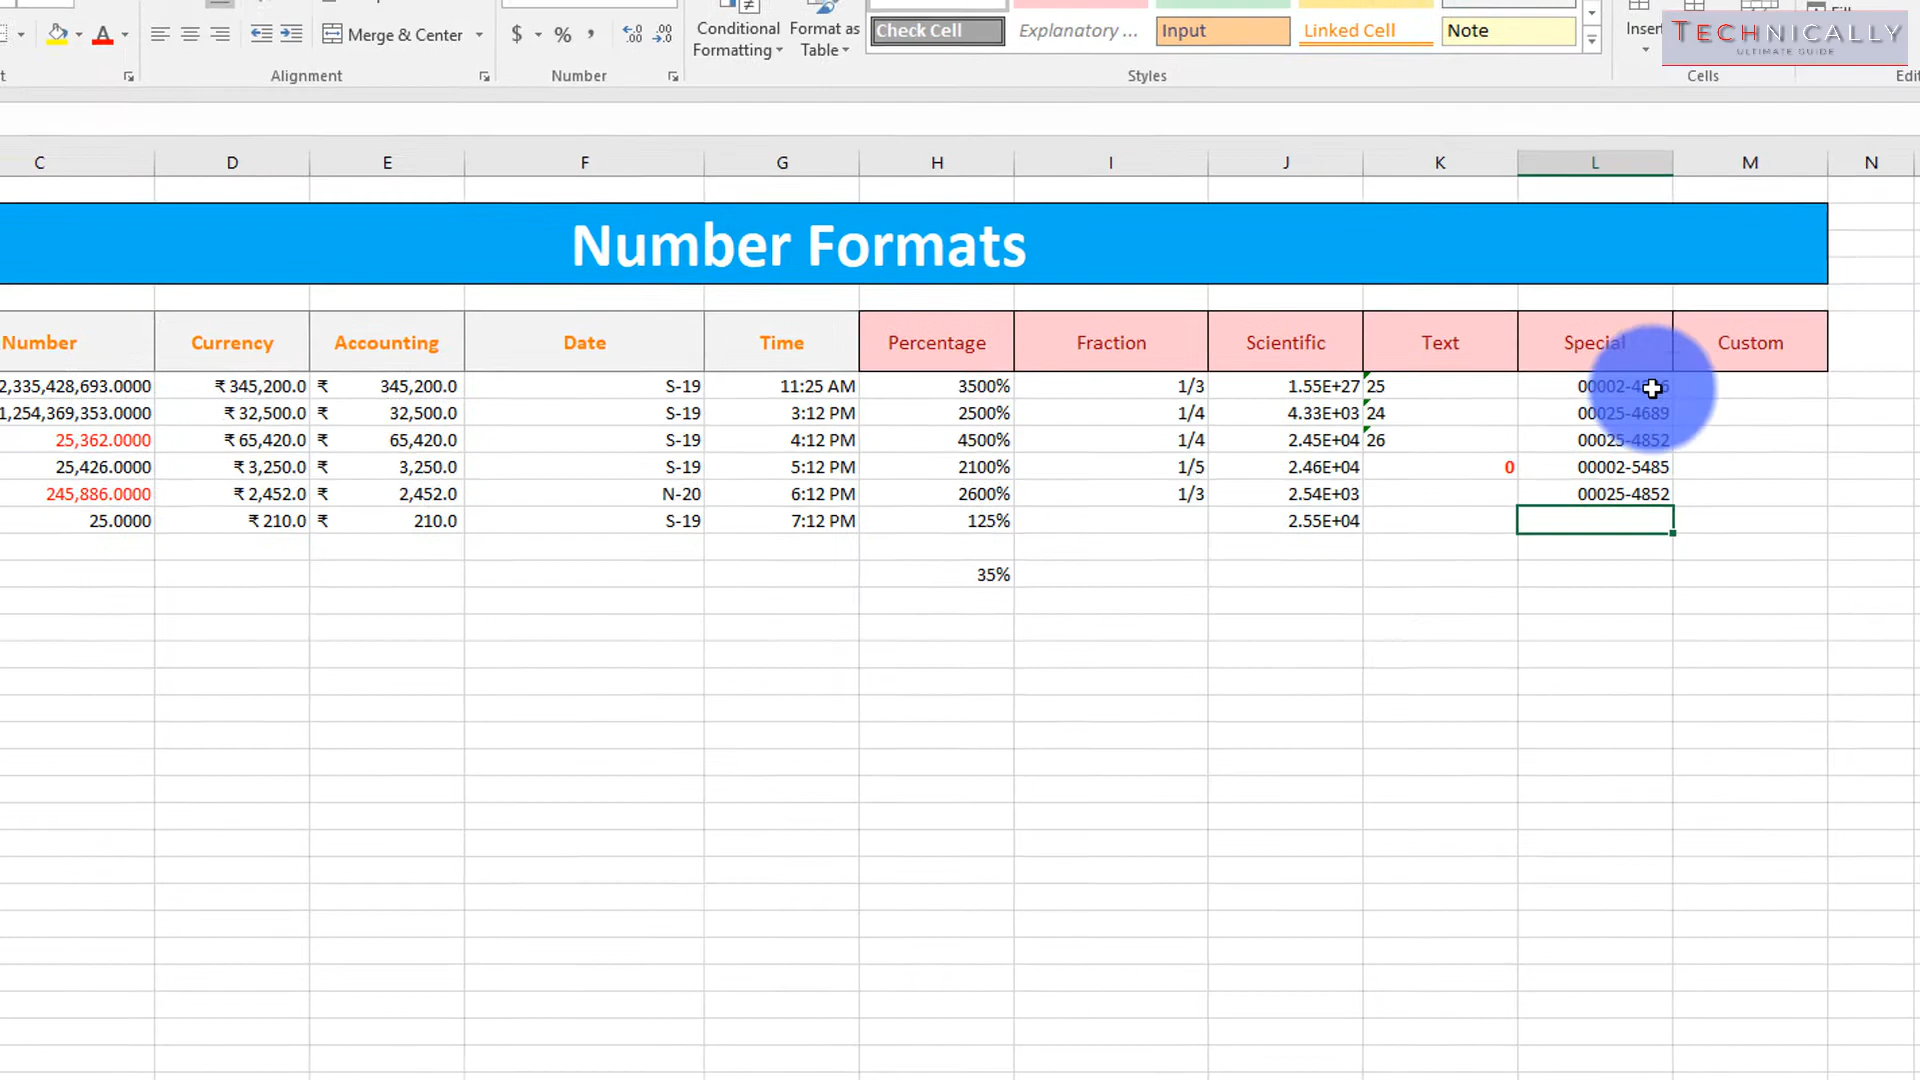 Conditional Formatting
Format as Table
Merge & Center
$ % ,
Check Cell
Explanatory ...
Input
Linked Cell
Note
TECHNICALLY
ULTIMATE GUIDE
Alignment
Number
Styles
Cells
C D E F G H I J K L M N
Number Formats
Number Currency Accounting Date Time Percentage Fraction Scientific Text Special Custom
2,335,428,693.0000 ₹ 345,200.0 ₹ 345,200.0 S-19 11:25 AM 3500% 1/3 1.55E+27 25
1,254,369,353.0000 ₹ 32,500.0 ₹ 32,500.0 S-19 3:12 PM 2500% 1/4 4.33E+03 24 00025-4689
25,362.0000 ₹ 65,420.0 ₹ 65,420.0 S-19 4:12 PM 4500% 1/4 2.45E+04 26 00025-4852
25,426.0000 ₹ 3,250.0 ₹ 3,250.0 S-19 5:12 PM 2100% 1/5 2.46E+04 0 00002-5485
245,886.0000 ₹ 2,452.0 ₹ 2,452.0 N-20 6:12 PM 2600% 1/3 2.54E+03 00025-4852
25.0000 ₹ 210.0 ₹ 210.0 S-19 7:12 PM 125% 2.55E+04
35%